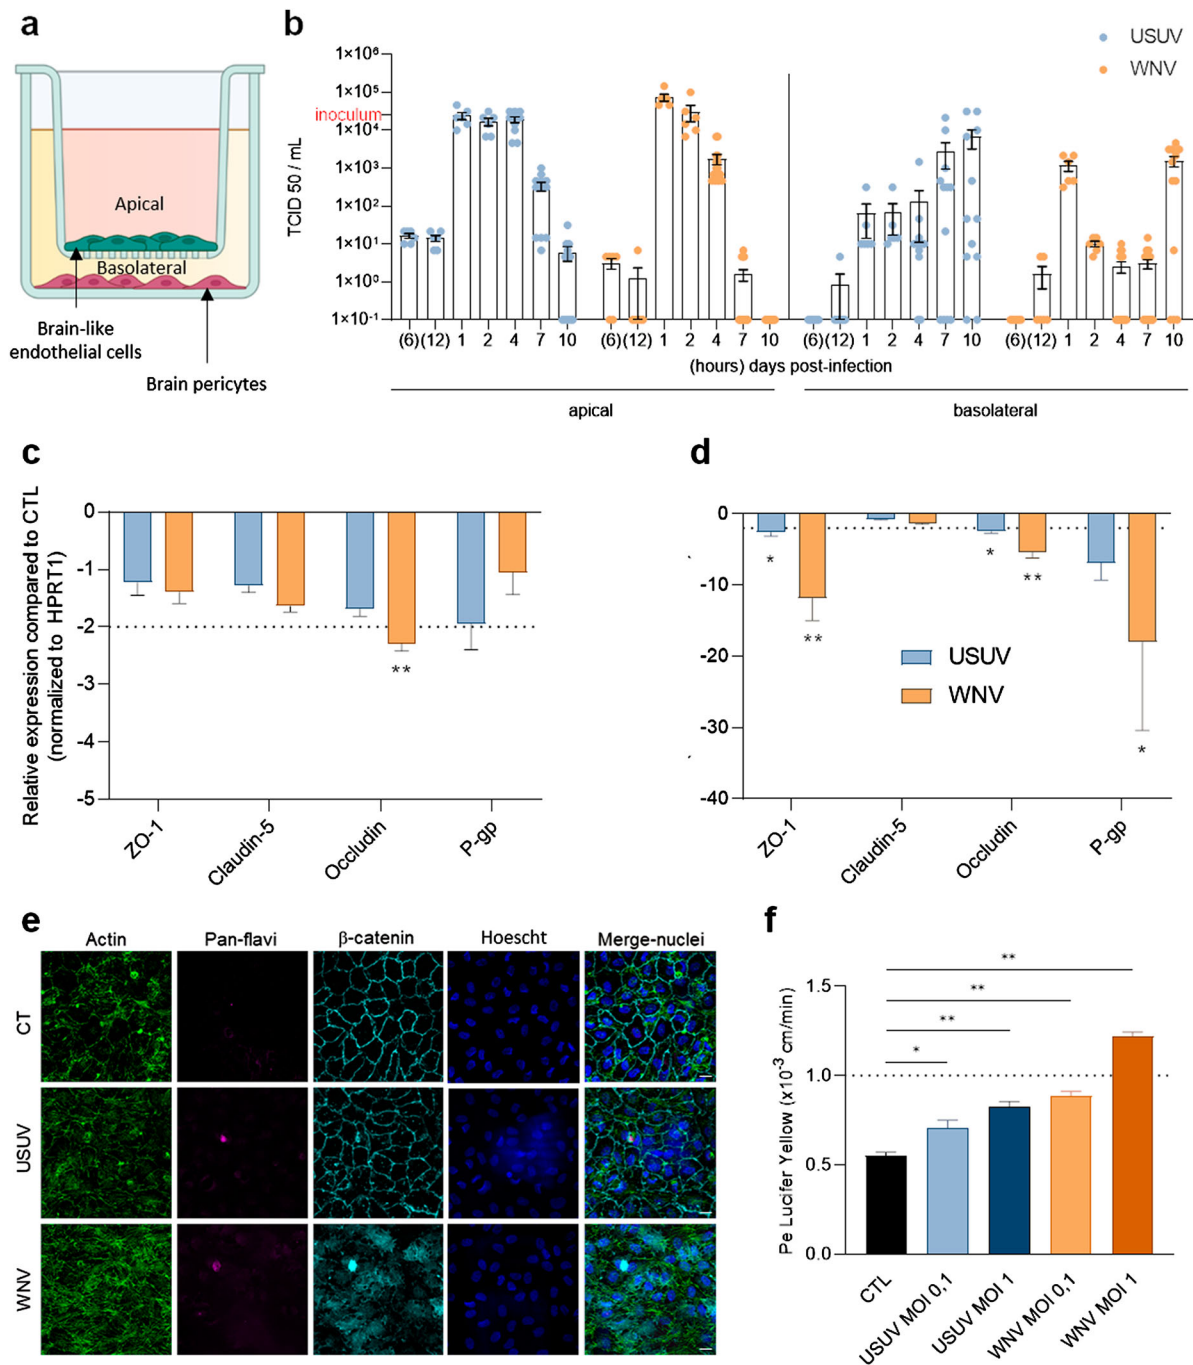 a
Apical
Basolateral
Brain-like
endothelial cells
Brain pericytes
b
USUV
WNV
TCID 50 / mL
1×10⁶
1×10⁵
inoculum
1×10⁴
1×10³
1×10²
1×10¹
1×10⁰
1×10⁻¹
(6) (12) 1 2 4 7 10 (6) (12) 1 2 4 7 10 (6) (12) 1 2 4 7 10 (6) (12) 1 2 4 7 10
(hours) days post-infection
apical basolateral
c
Relative expression compared to CTL
(normalized to HPRT1)
0
-1
-2
-3
-4
-5
**
ZO-1 Claudin-5 Occludin P-gp
d
0
-10
-20
-30
-40
* ** * ** *
USUV
WNV
ZO-1 Claudin-5 Occludin P-gp
e
Actin Pan-flavi β-catenin Hoescht Merge-nuclei
CT
USUV
WNV
f
Pe Lucifer Yellow (x10⁻³ cm/min)
1.5
1.0
0.5
0.0
**
**
**
*
CTL USUV MOI 0,1 USUV MOI 1 WNV MOI 0,1 WNV MOI 1